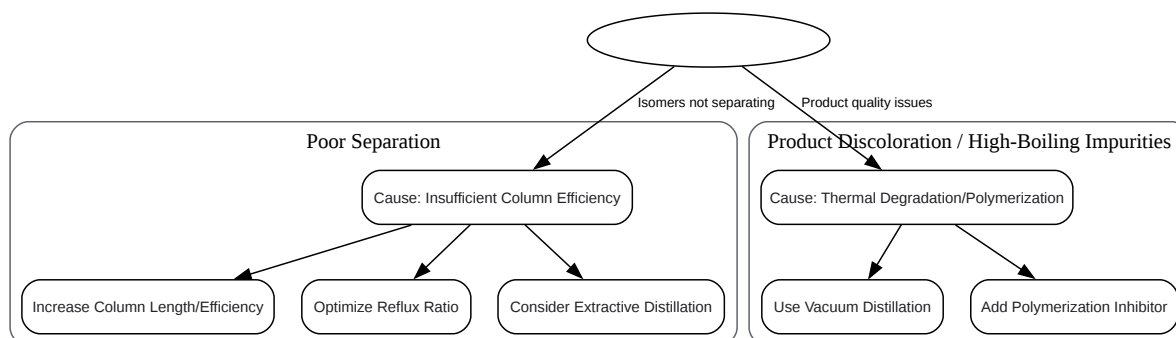 Isomers not separating
Product quality issues
Poor Separation
Product Discoloration / High-Boiling Impurities
Cause: Insufficient Column Efficiency
Cause: Thermal Degradation/Polymerization
Increase Column Length/Efficiency
Optimize Reflux Ratio
Consider Extractive Distillation
Use Vacuum Distillation
Add Polymerization Inhibitor